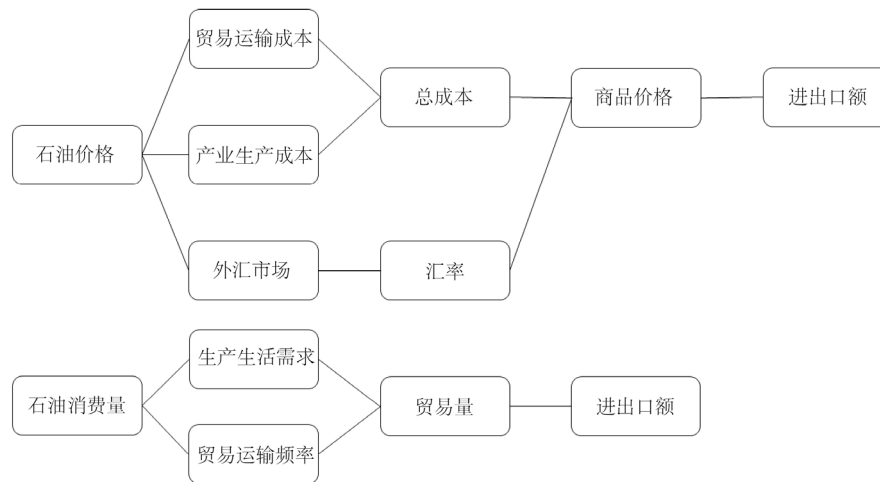 贸易运输成本
总成本
商品价格
进出口额
石油价格
产业生产成本
外汇市场
汇率
生产生活需求
石油消费量
贸易量
进出口额
贸易运输频率